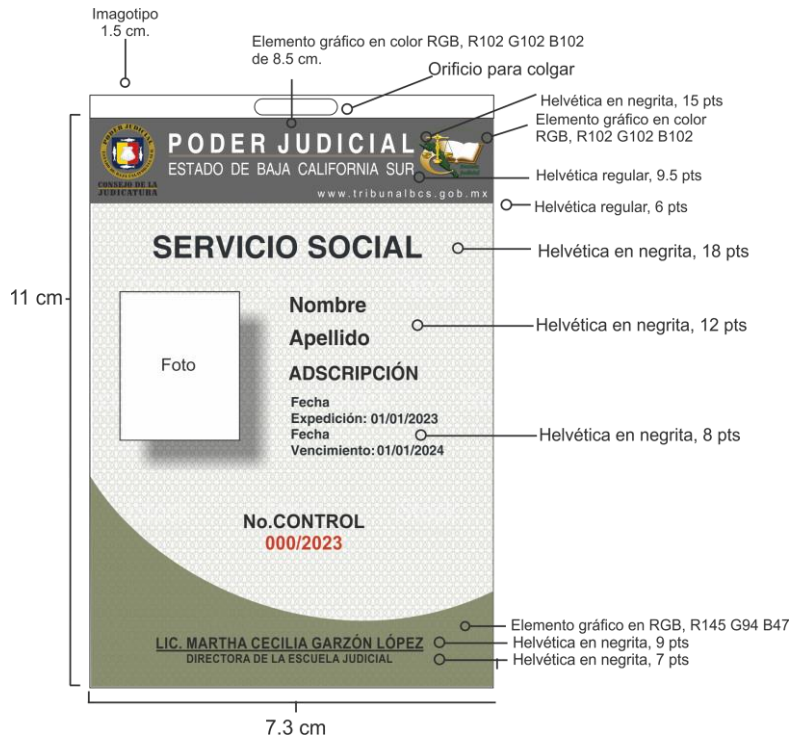 Imagotipo
1.5 cm.
Elemento gráfico en color RGB, R102 G102 B102
de 8.5 cm.
Orificio para colgar
Helvética en negrita, 15 pts
Elemento gráfico en color
RGB, R102 G102 B102
PODER JUDICIAL
CONSEJO DE LA
JUDICATURA
PODER JUDICIAL
ESTADO DE BAJA CALIFORNIA SUR
www.tribunalbcs.gob.mx
Helvética regular, 9.5 pts
Helvética regular, 6 pts
SERVICIO SOCIAL
Helvética en negrita, 18 pts
11 cm
Foto
Nombre
Apellido
Helvética en negrita, 12 pts
ADSCRIPCIÓN
Fecha
Expedición: 01/01/2023
Fecha
Vencimiento: 01/01/2024
Helvética en negrita, 8 pts
No.CONTROL
000/2023
Elemento gráfico en RGB, R145 G94 B47
LIC. MARTHA CECILIA GARZÓN LÓPEZ
Helvética en negrita, 9 pts
DIRECTORA DE LA ESCUELA JUDICIAL
Helvética en negrita, 7 pts
7.3 cm